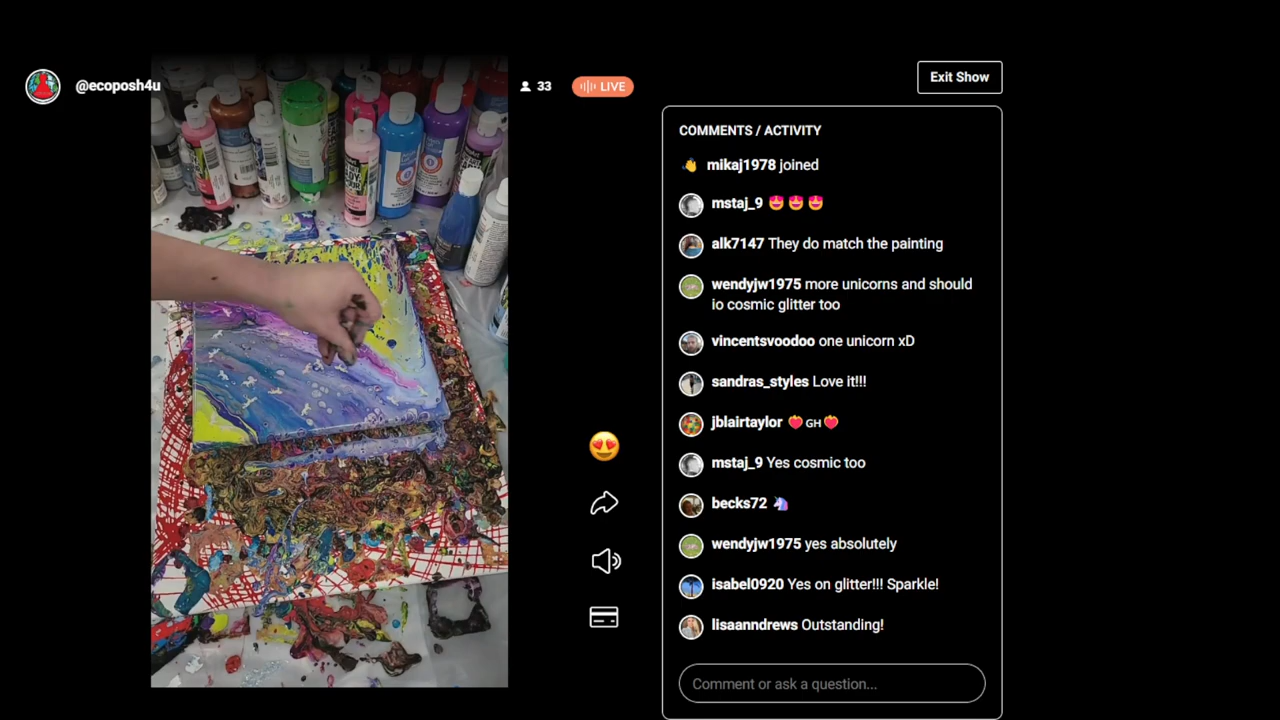 @ecoposh4u
33
LIVE
Exit Show
COMMENTS / ACTIVITY
mikaj1978 joined
mstaj_9 😍😍😍
alk7147 They do match the painting
wendyjw1975 more unicorns and should
io cosmic glitter too
vincentsvoodoo one unicorn xD
sandras_styles Love it!!!
jblairtaylor ❤️ GH ❤️
mstaj_9 Yes cosmic too
becks72 🦄
wendyjw1975 yes absolutely
isabel0920 Yes on glitter!!! Sparkle!
lisaanndrews Outstanding!
Comment or ask a question...